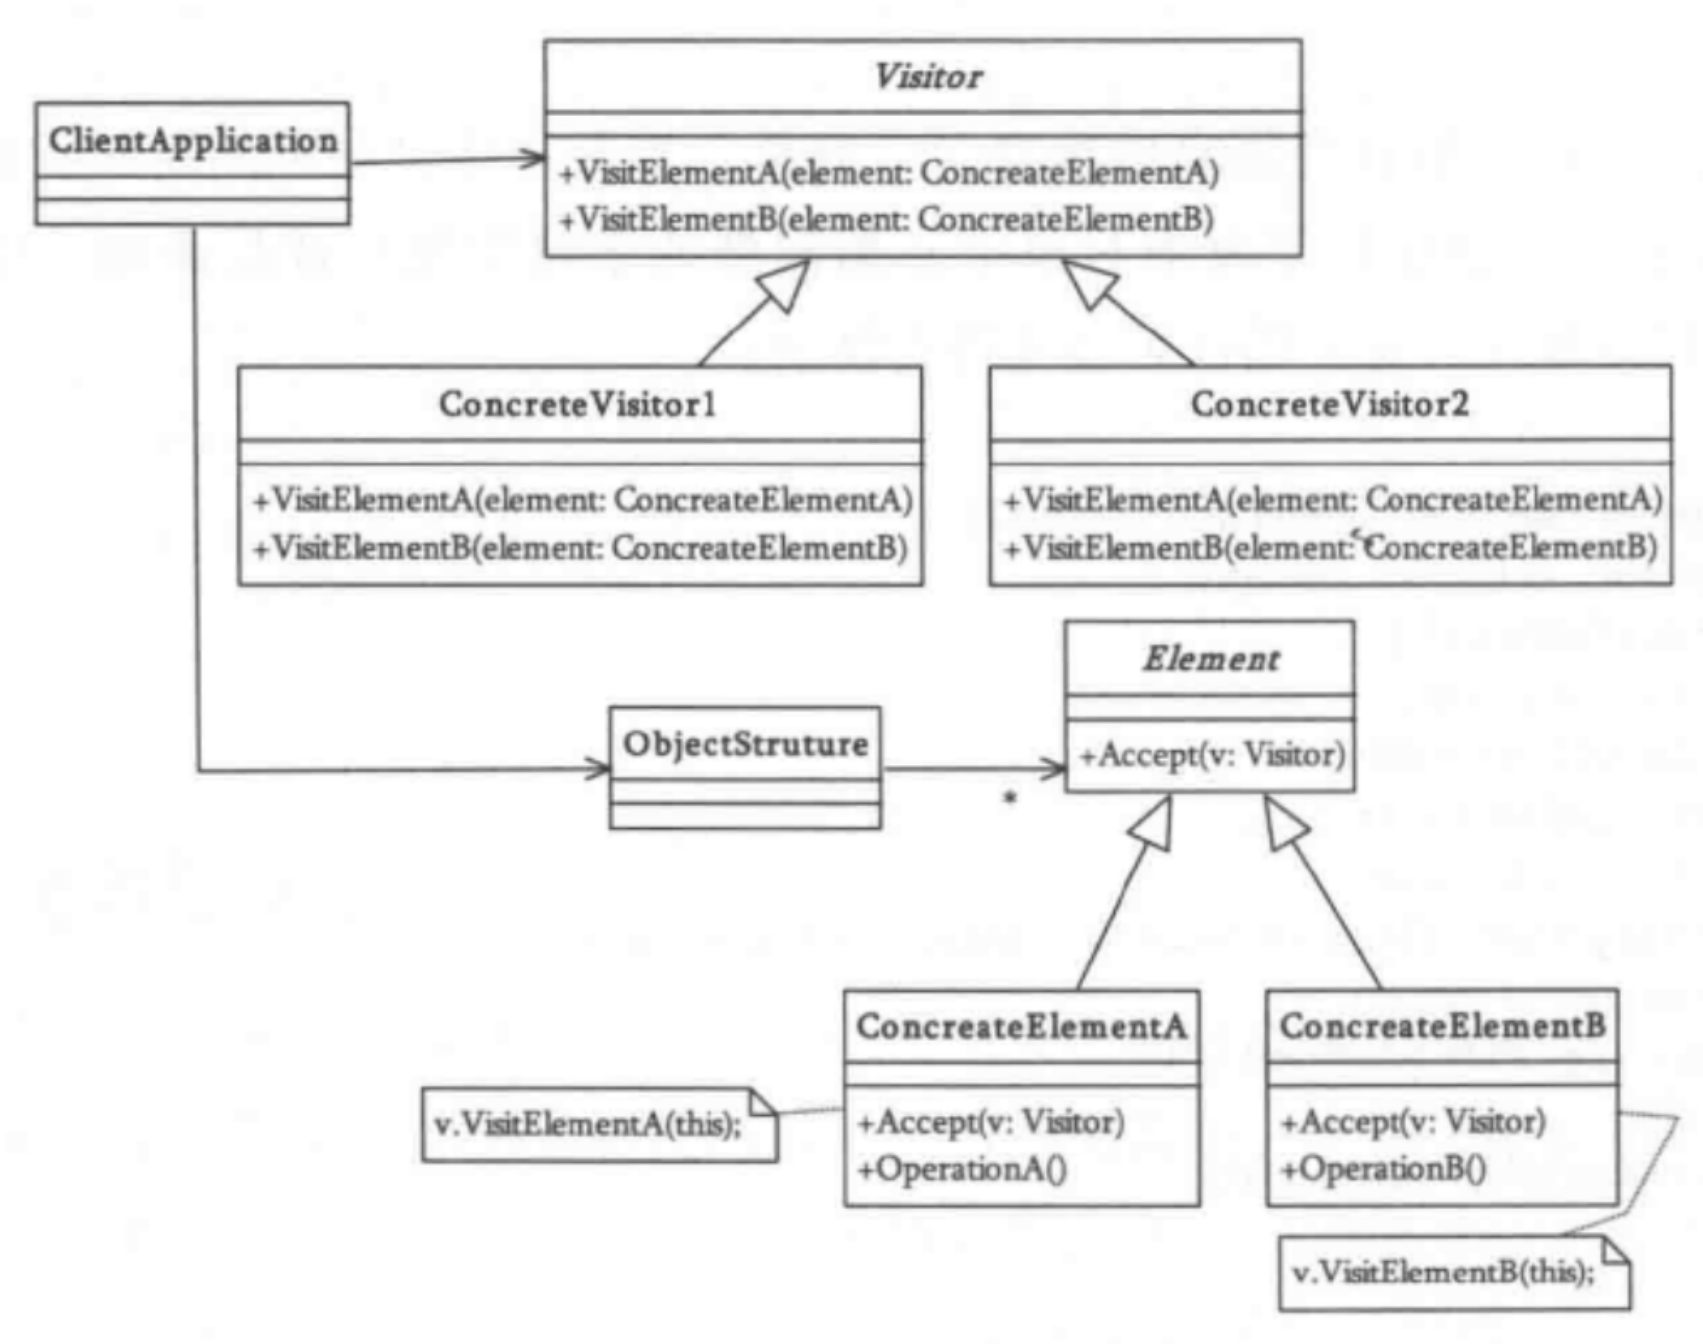 Visitor
+VisitElementA(element: ConcreateElementA)
+VisitElementB(element: ConcreateElementB)
ClientApplication
ConcreteVisitor1
+VisitElementA(element: ConcreateElementA)
+VisitElementB(element: ConcreateElementB)
ConcreteVisitor2
+VisitElementA(element: ConcreateElementA)
+VisitElementB(element: ConcreateElementB)
Element
+Accept(v: Visitor)
ObjectStruture
*
ConcreateElementA
+Accept(v: Visitor)
+OperationA()
ConcreateElementB
+Accept(v: Visitor)
+OperationB()
v.VisitElementA(this);
v.VisitElementB(this);